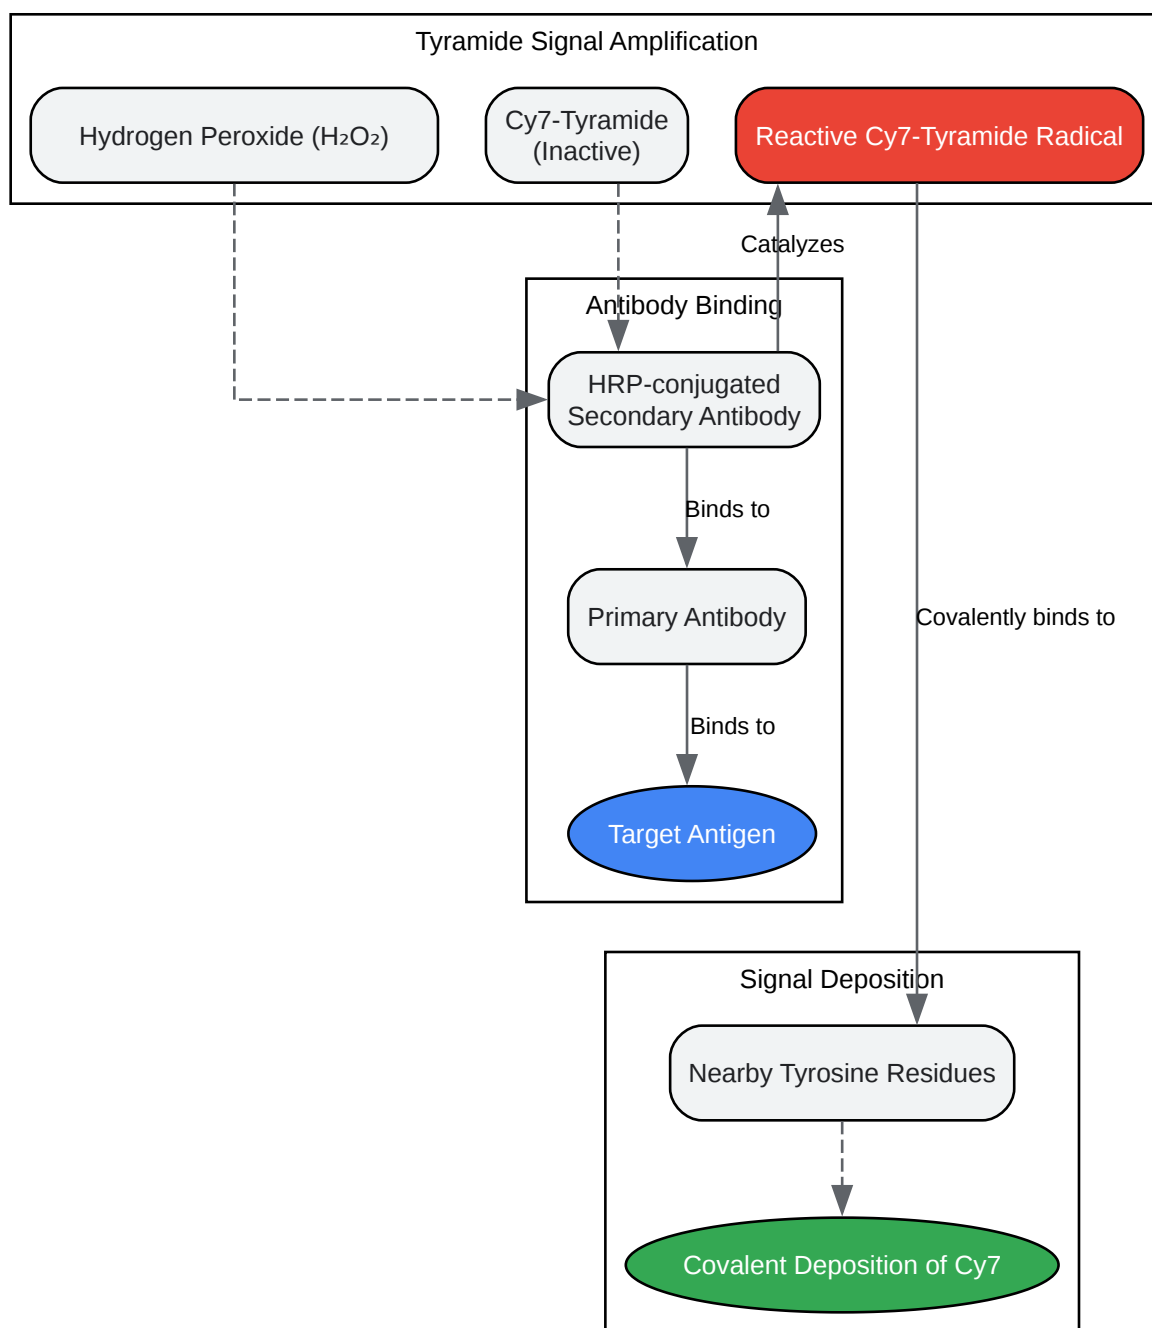 Tyramide Signal Amplification
Hydrogen Peroxide (H₂O₂)
Cy7-Tyramide
(Inactive)
Reactive Cy7-Tyramide Radical
Catalyzes
Antibody Binding
HRP-conjugated
Secondary Antibody
Binds to
Primary Antibody
Covalently binds to
Binds to
Target Antigen
Signal Deposition
Nearby Tyrosine Residues
Covalent Deposition of Cy7